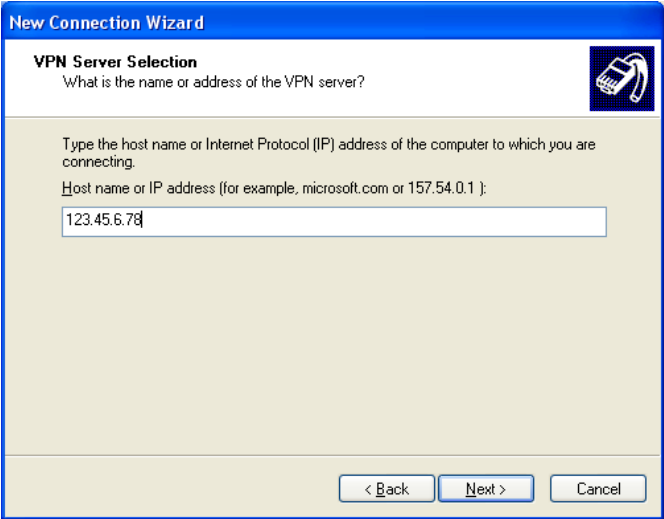 New Connection Wizard
VPN Server Selection
What is the name or address of the VPN server?
Type the host name or Internet Protocol (IP) address of the computer to which you are
connecting.
Host name or IP address (for example, microsoft.com or 157.54.0.1 ):
123.45.6.78
< Back Next > Cancel